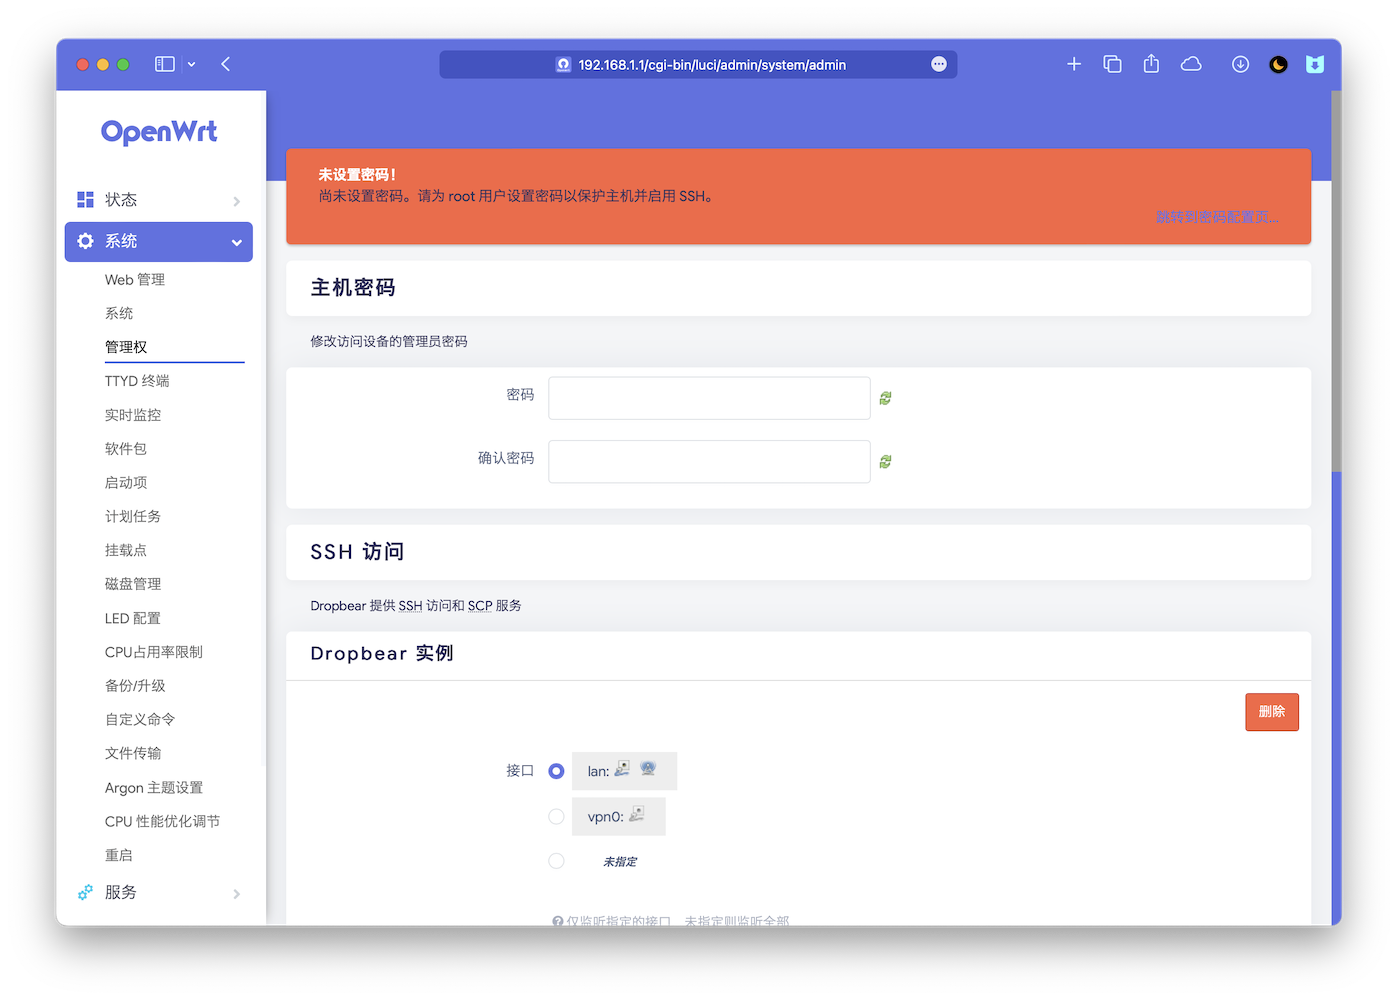 192.168.1.1/cgi-bin/luci/admin/system/admin
OpenWrt
状态
系统
Web 管理
系统
管理权
TTYD 终端
实时监控
软件包
启动项
计划任务
挂载点
磁盘管理
LED 配置
CPU占用率限制
备份/升级
自定义命令
文件传输
Argon 主题设置
CPU 性能优化调节
重启
服务
未设置密码！
尚未设置密码。请为 root 用户设置密码以保护主机并启用 SSH。
跳转到密码配置页...
主机密码
修改访问设备的管理员密码
密码
确认密码
SSH 访问
Dropbear 提供 SSH 访问和 SCP 服务
Dropbear 实例
删除
接口
lan:
vpn0:
未指定
仅监听指定的接口，未指定则监听全部